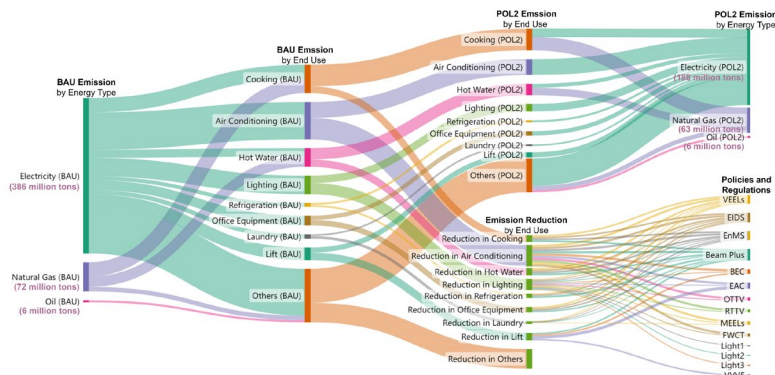 BAU Emission
by Energy Type
Electricity (BAU)
(386 million tons)
Natural Gas (BAU)
(72 million tons)
Oil (BAU)
(6 million tons)
BAU Emssion
by End Use
Cooking (BAU)
Air Conditioning (BAU)
Hot Water (BAU)
Lighting (BAU)
Refrigeration (BAU)
Office Equipment (BAU)
Laundry (BAU)
Lift (BAU)
Others (BAU)
POL2 Emssion
by End Use
Cooking (POL2)
Air Conditioning (POL2)
Hot Water (POL2)
Lighting (POL2)
Refrigeration (POL2)
Office Equipment (POL2)
Laundry (POL2)
Lift (POL2)
Others (POL2)
Emission Reduction
by End Use
Reduction in Cooking
Reduction in Air Conditioning
Reduction in Hot Water
Reduction in Lighting
Reduction in Refrigeration
Reduction in Office Equipment
Reduction in Laundry
Reduction in Lift
Reduction in Others
POL2 Emission
by Energy Type
Electricity (POL2)
(188 million tons)
Natural Gas (POL2)
(63 million tons)
Oil (POL2)
(6 million tons)
Policies and
Regulations
VEELs
EIDS
EnMS
Beam Plus
BEC
EAC
OTTV
RTTV
MEELs
FWCT
Light1
Light2
Light3